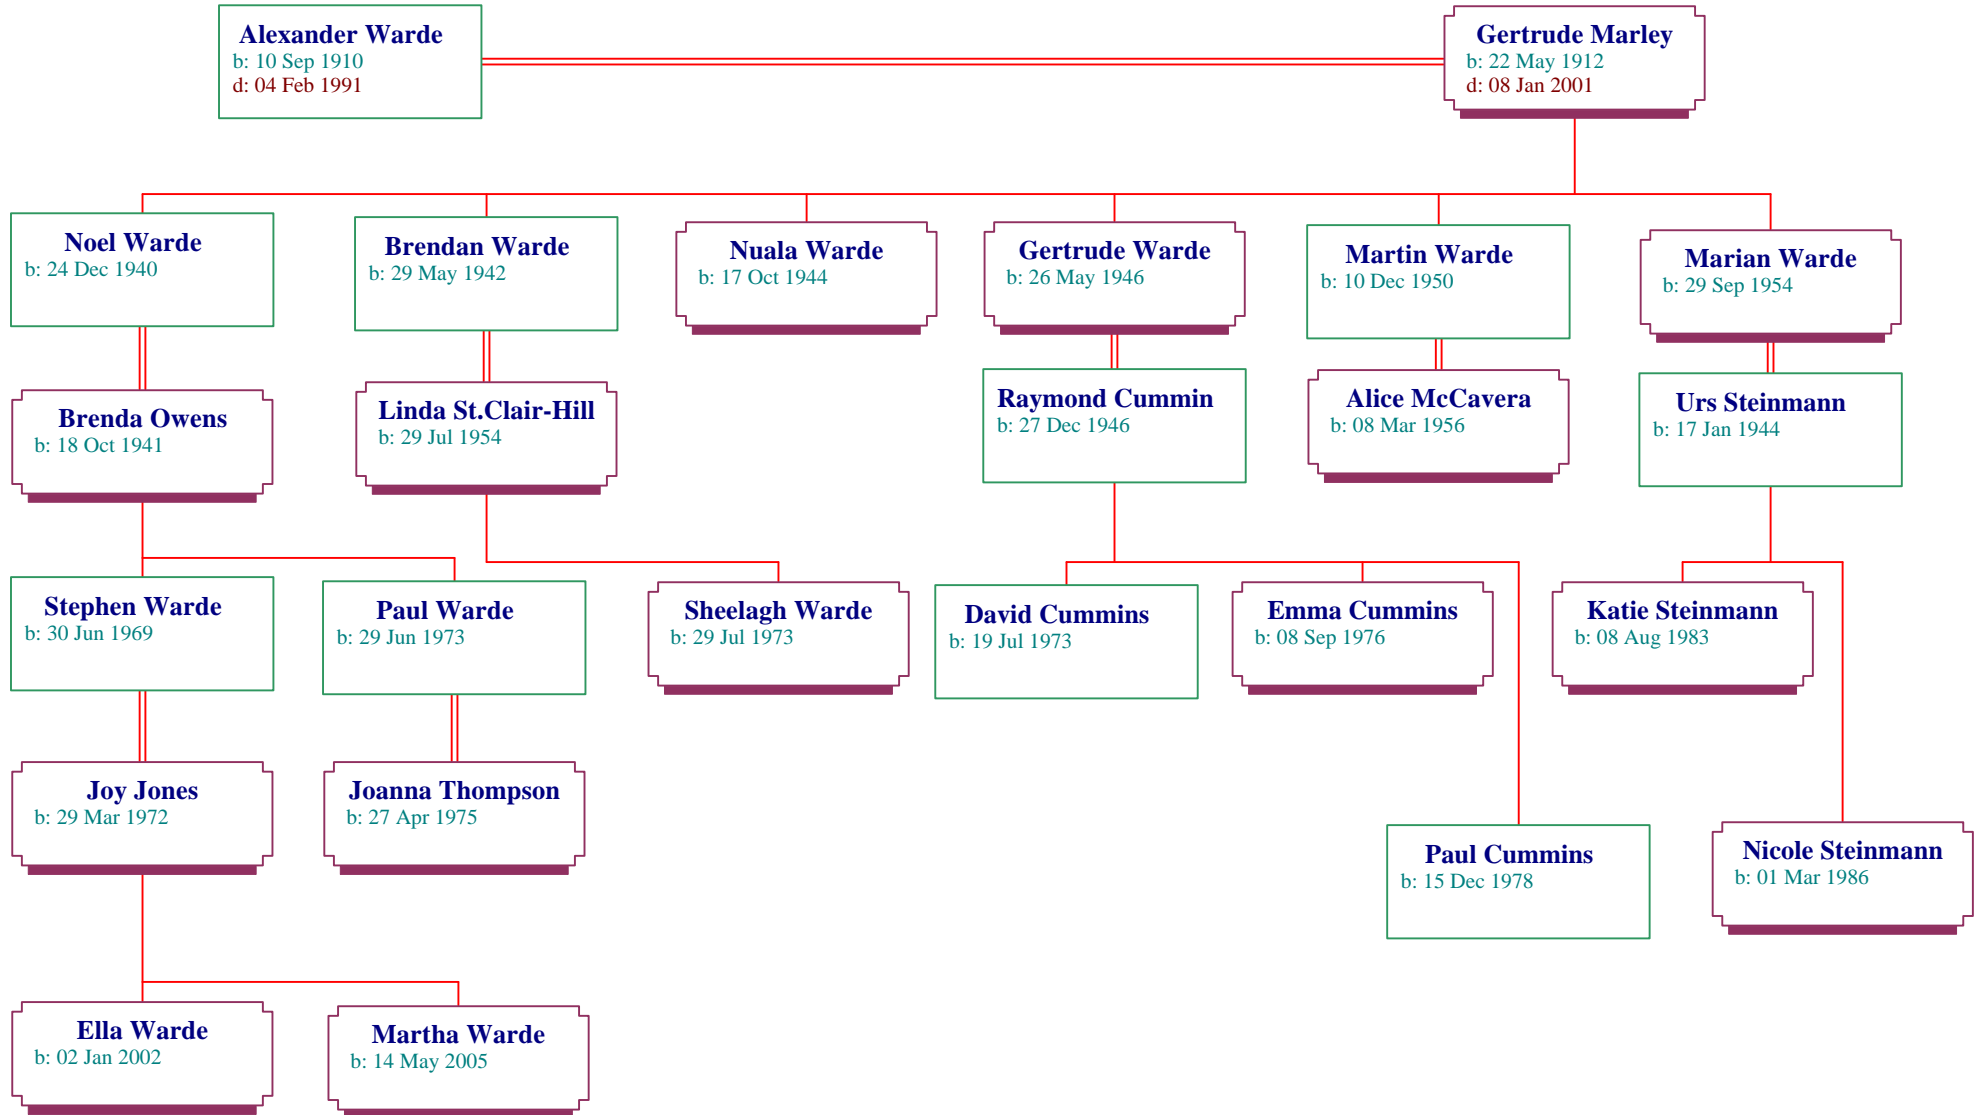 Alexander Warde
b: 10 Sep 1910
d: 04 Feb 1991
Gertrude Marley
b: 22 May 1912
d: 08 Jan 2001
Noel Warde
b: 24 Dec 1940
Brendan Warde
b: 29 May 1942
Nuala Warde
b: 17 Oct 1944
Gertrude Warde
b: 26 May 1946
Martin Warde
b: 10 Dec 1950
Marian Warde
b: 29 Sep 1954
Brenda Owens
b: 18 Oct 1941
Linda St.Clair-Hill
b: 29 Jul 1954
Raymond Cummin
b: 27 Dec 1946
Alice McCavera
b: 08 Mar 1956
Urs Steinmann
b: 17 Jan 1944
Stephen Warde
b: 30 Jun 1969
Paul Warde
b: 29 Jun 1973
Sheelagh Warde
b: 29 Jul 1973
David Cummins
b: 19 Jul 1973
Emma Cummins
b: 08 Sep 1976
Katie Steinmann
b: 08 Aug 1983
Joy Jones
b: 29 Mar 1972
Joanna Thompson
b: 27 Apr 1975
Paul Cummins
b: 15 Dec 1978
Nicole Steinmann
b: 01 Mar 1986
Ella Warde
b: 02 Jan 2002
Martha Warde
b: 14 May 2005